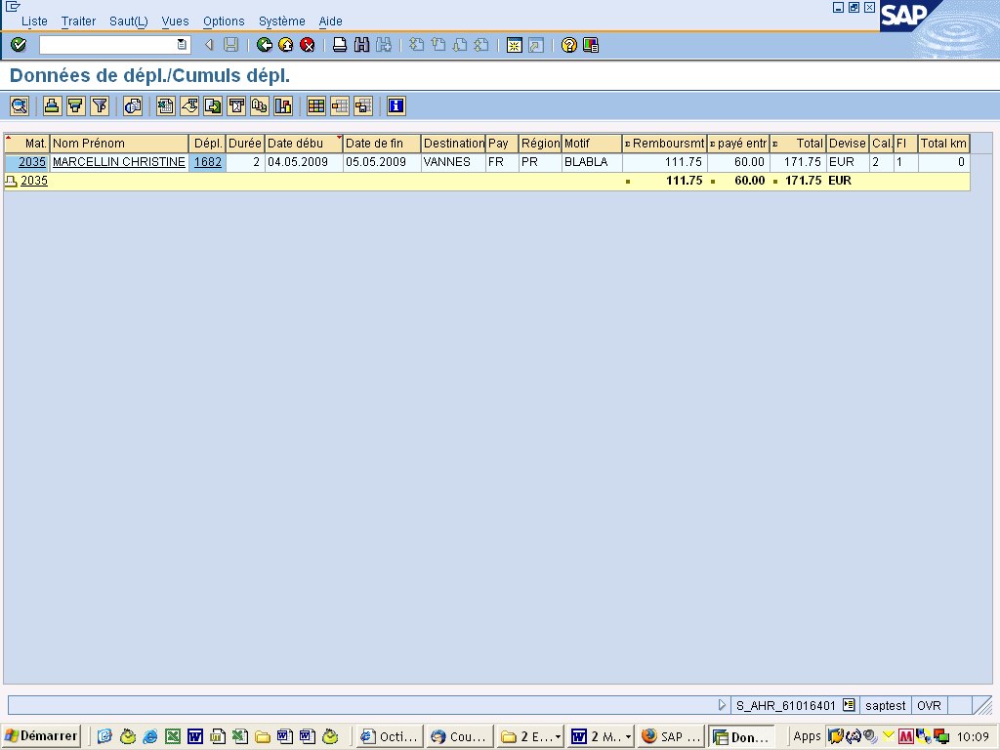 Liste Traiter Saut(L) Vues Options Système Aide
SAP
Données de dépl./Cumuls dépl.
Mat. Nom Prénom Dépl. Durée Date débu Date de fin Destination Pay Région Motif Σ Remboursmt Σ payé entr Σ Total Devise Cal. FI Total km
2035 MARCELLIN CHRISTINE 1682 2 04.05.2009 05.05.2009 VANNES FR PR BLABLA 111.75 60.00 171.75 EUR 2 1 0
2035 111.75 60.00 171.75 EUR
S_AHR_61016401 saptest OVR
Démarrer Octi... Cou... 2 E... 2 M.. SAP ... Don... Apps 10:09